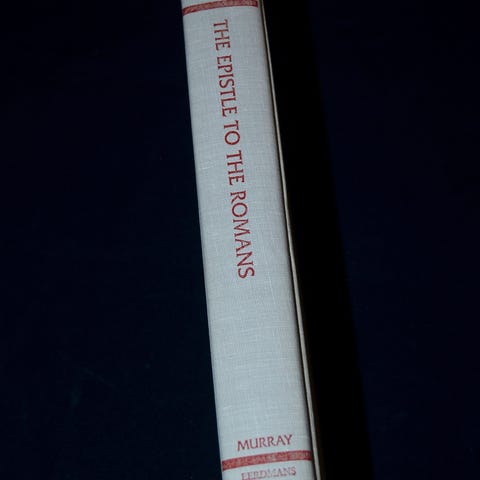 THE EPISTLE TO THE ROMANS
MURRAY
EERDMANS